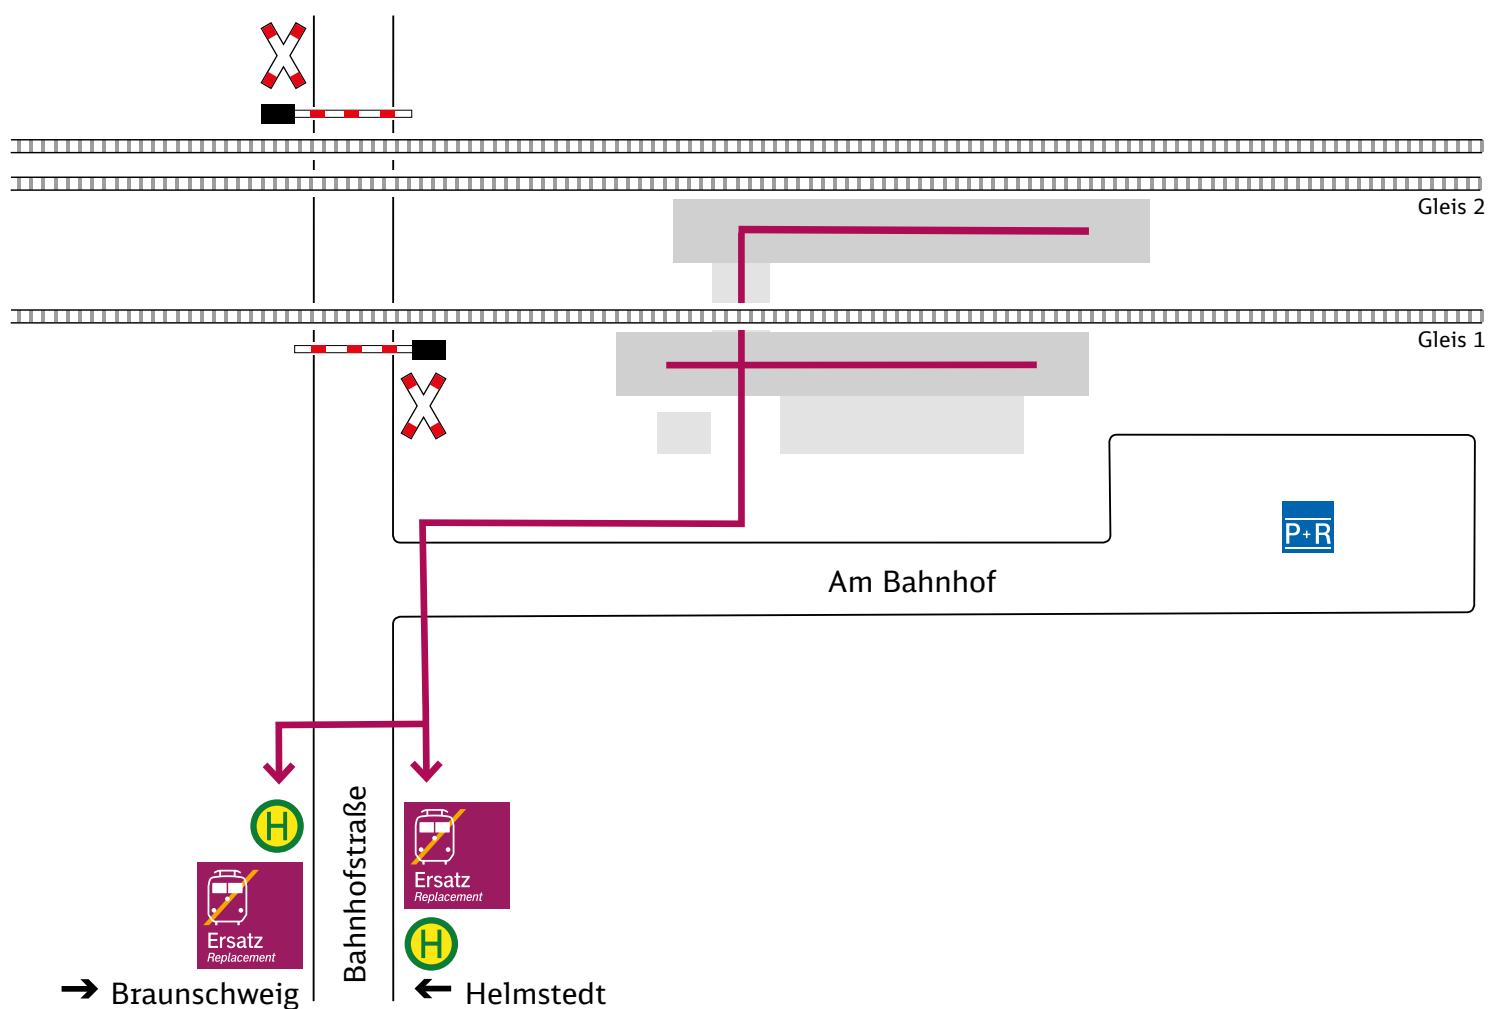 Gleis 2
Gleis 1
P+R
Am Bahnhof
Bahnhofstraße
H
Ersatz
Replacement
Ersatz
Replacement
H
→ Braunschweig
← Helmstedt